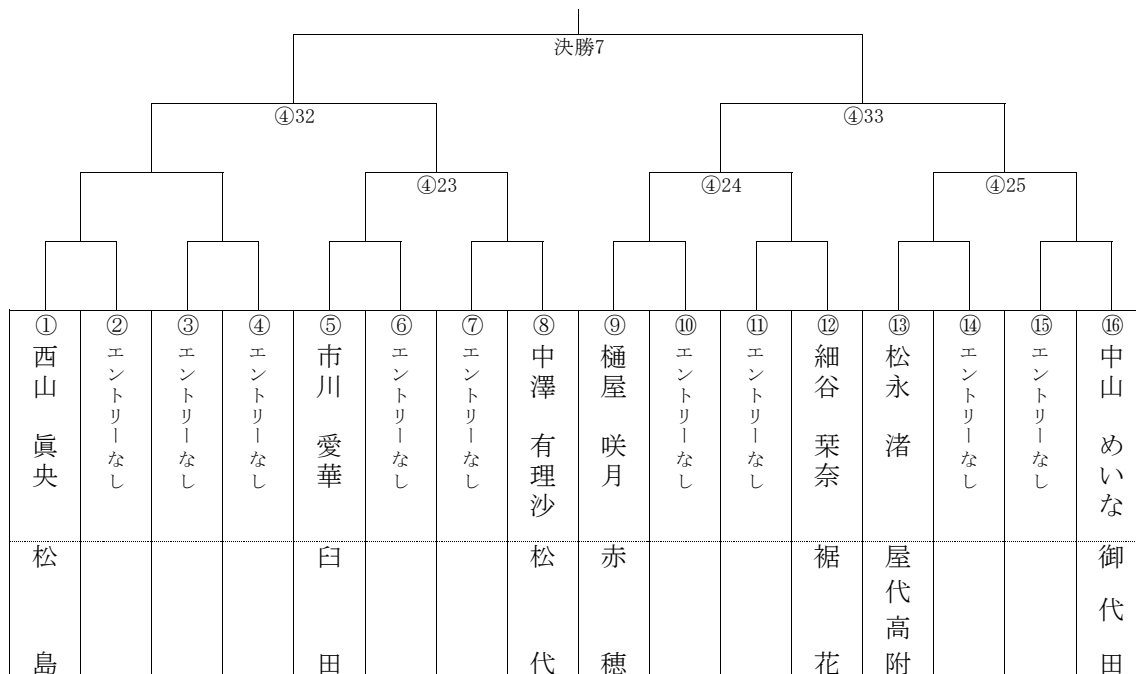 決勝7
④32
④33
④23
④24
④25
①
西山 眞央
松島
②
エントリーなし
③
エントリーなし
④
エントリーなし
⑤
市川 愛華
臼田
⑥
エントリーなし
⑦
エントリーなし
⑧
中澤 有理沙
松代
⑨
樋屋 咲月
赤穂
⑩
エントリーなし
⑪
エントリーなし
⑫
細谷 栞奈
裾花
⑬
松永 渚
屋代高附
⑭
エントリーなし
⑮
エントリーなし
⑯
中山 めいな
御代田